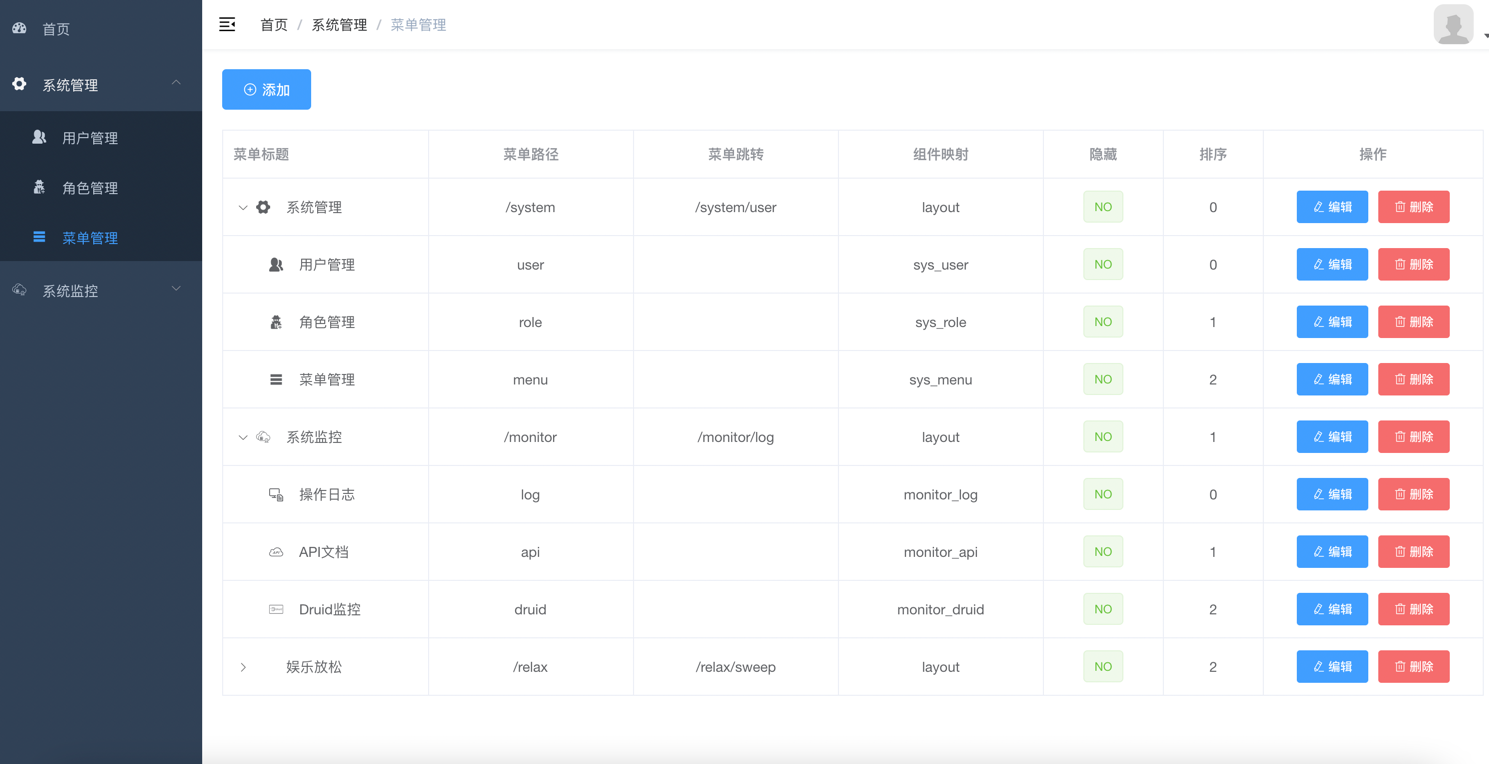 首页
系统管理
用户管理
角色管理
菜单管理
系统监控
首页 / 系统管理 / 菜单管理
添加
菜单标题 菜单路径 菜单跳转 组件映射 隐藏 排序 操作
系统管理 /system /system/user layout NO 0 编辑 删除
用户管理 user sys_user NO 0 编辑 删除
角色管理 role sys_role NO 1 编辑 删除
菜单管理 menu sys_menu NO 2 编辑 删除
系统监控 /monitor /monitor/log layout NO 1 编辑 删除
操作日志 log monitor_log NO 0 编辑 删除
API文档 api monitor_api NO 1 编辑 删除
Druid监控 druid monitor_druid NO 2 编辑 删除
娱乐放松 /relax /relax/sweep layout NO 2 编辑 删除